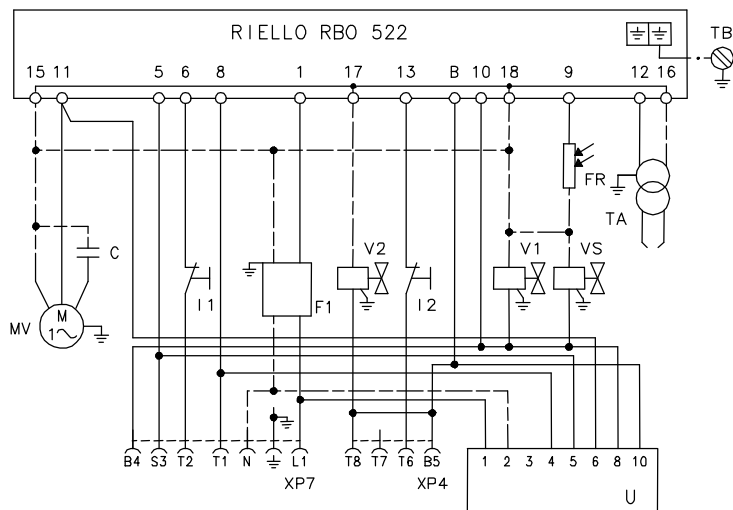 RIELLO RBO 522
TB
15 11 5 6 8 1 17 13 B 10 18 9 12 16
FR
TA
C
V2 V1 VS
I1 F1 I2
M
MV 1~
B4 S3 T2 T1 N L1 T8 T7 T6 B5
1 2 3 4 5 6 8 10
XP7 XP4
U